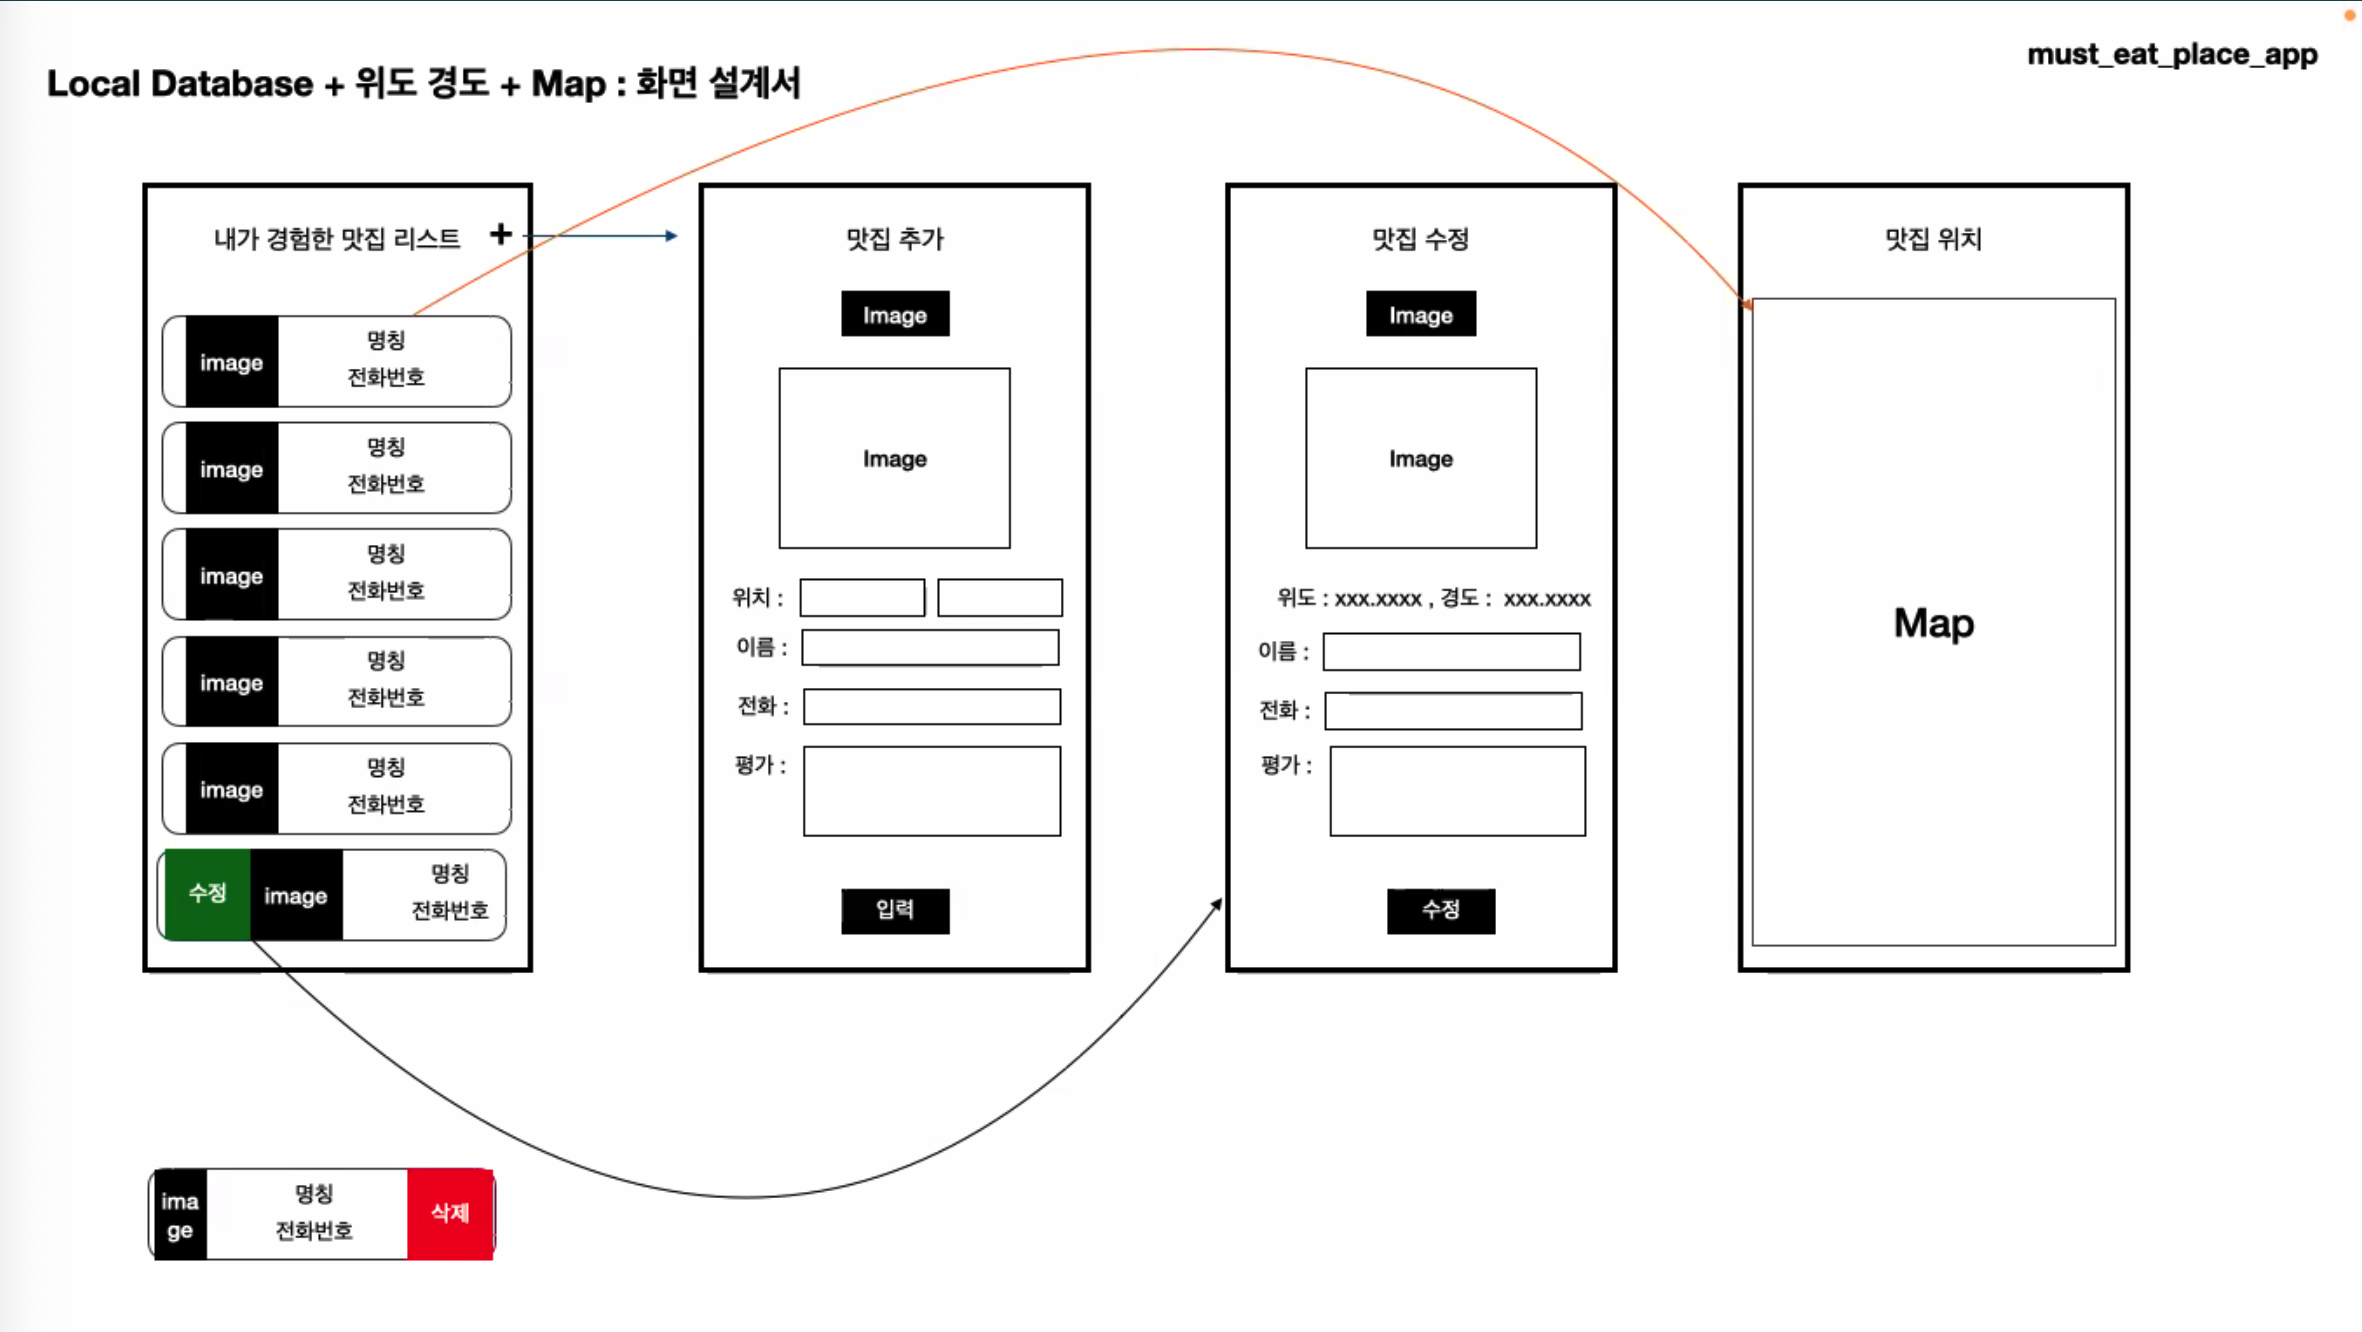 must_eat_place_app
Local Database + 위도 경도 + Map : 화면 설계서
내가 경험한 맛집 리스트 +
image
명칭
전화번호
image
명칭
전화번호
image
명칭
전화번호
image
명칭
전화번호
image
명칭
전화번호
수정
image
명칭
전화번호
ima
ge
명칭
전화번호
삭제
맛집 추가
Image
Image
위치 :
이름 :
전화 :
평가 :
입력
맛집 수정
Image
Image
위도 : xxx.xxxx , 경도 : xxx.xxxx
이름 :
전화 :
평가 :
수정
맛집 위치
Map